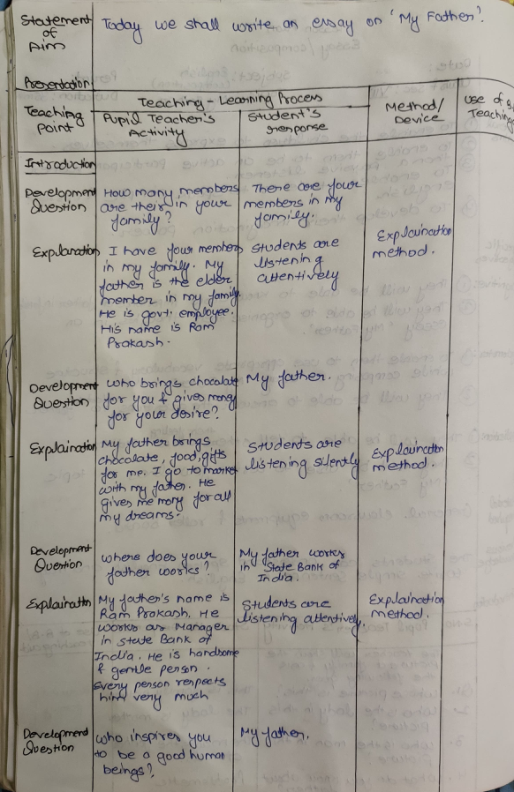 Statement of Aim
Today we shall write an essay on 'My Father'.
Presentation
Teaching Point
Teaching-Learning Process
Pupil Teacher's Activity
Student's response
Method/ Device
Use of
Teaching
Introduction
Development Question
How many members
are their in your
family?
There are four
members in my
family.
Explanation
I have four members
in my family. My
father is the elder
member in my family
He is govt. employee.
His name is Ram
Prakash.
Students are
listening
attentively
Explaination
method.
Development Question
who brings chocolate
for you & gives money
for your desire?
My father.
Explaination
My father brings
chocolate, food, gifts
for me. I go to market
with my father. He
gives me mony for all
my dreams.
Students are
listening silently
Explaination
method.
Development Question
where does your
father works?
My father works
in State Bank of
India.
Explaination
My father's name is
Ram Prakash. He
works as Manager
in state Bank of
India. He is handsome
& gentle person.
Every person respects
him very much
Students are
listening attentively,
Explaination
method.
Development Question
who inspires you
to be a good human
beings?
My father.